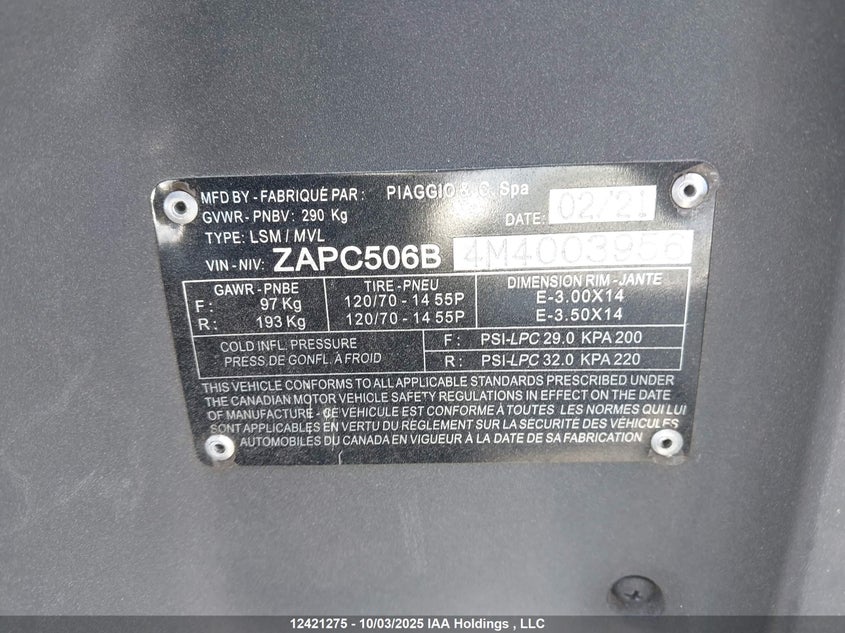 MFD BY - FABRIQUÉ PAR : PIAGGIO & C. Spa
GVWR - PNBV: 290 Kg
DATE: 02/21
TYPE: LSM / MVL
VIN - NIV: ZAPC506B 4M4003956
GAWR - PNBE TIRE - PNEU DIMENSION RIM - JANTE
F: 97 Kg 120/70 - 14 55P E-3.00X14
R: 193 Kg 120/70 - 14 55P E-3.50X14
COLD INFL. PRESSURE F: PSI-LPC 29.0 KPA 200
PRESS.DE GONFL. À FROID R: PSI-LPC 32.0 KPA 220
THIS VEHICLE CONFORMS TO ALL APPLICABLE STANDARDS PRESCRIBED UNDER
THE CANADIAN MOTOR VEHICLE SAFETY REGULATIONS IN EFFECT ON THE DATE
OF MANUFACTURE - CE VÉHICULE EST CONFORME À TOUTES LES NORMES QUI LUI
SONT APPLICABLES EN VERTU DU RÈGLEMENT SUR LA SÉCURITÉ DES VÉHICULES
AUTOMOBILES DU CANADA EN VIGUEUR À LA DATE DE SA FABRICATION
12421275 - 10/03/2025 IAA Holdings , LLC